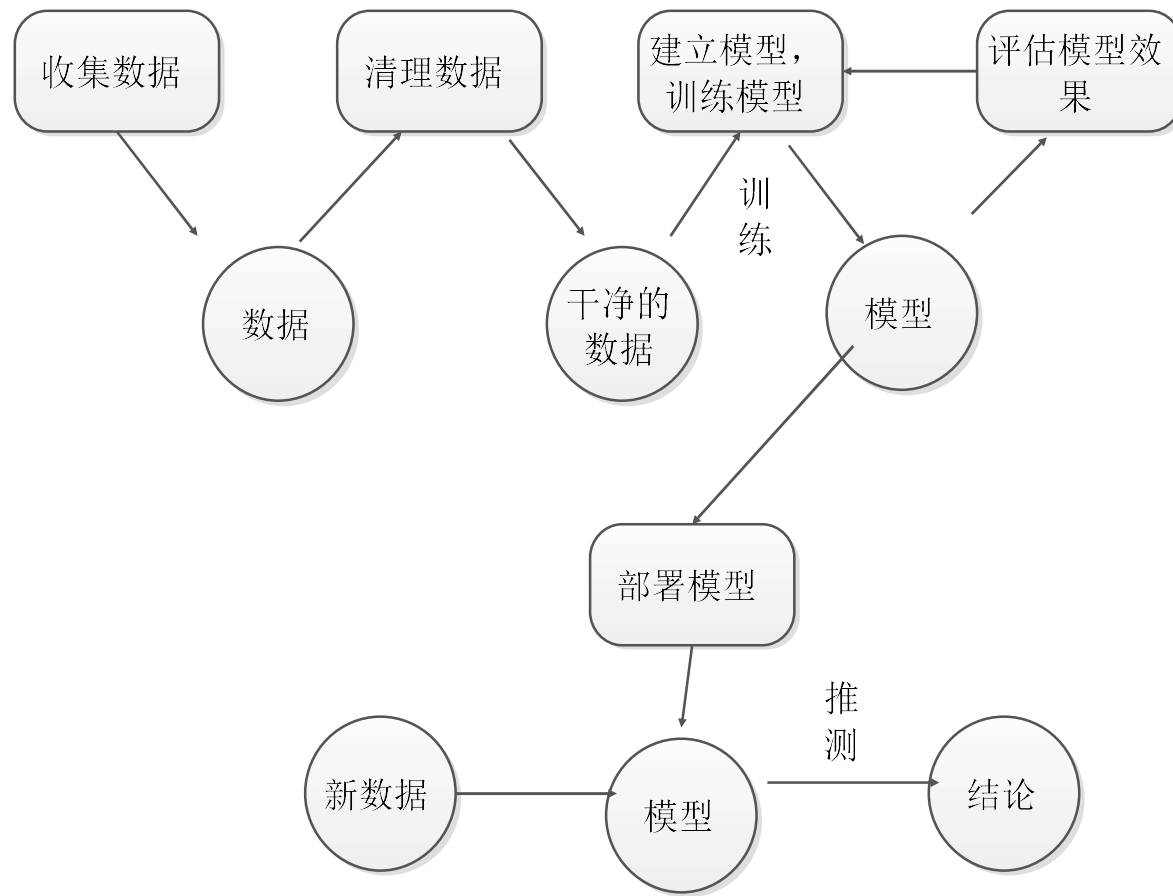 收集数据
清理数据
建立模型，
训练模型
评估模型效
果
训
练
数据
干净的
数据
模型
部署模型
推
测
新数据
模型
结论